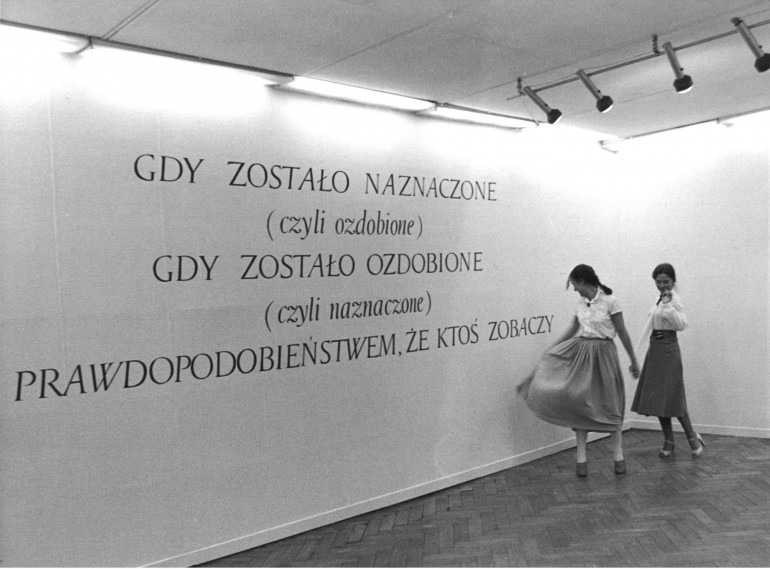 GDY ZOSTAŁO NAZNACZONE
(czyli ozdobione)
GDY ZOSTAŁO OZDOBIONE
(czyli naznaczone)
PRAWDOPODOBIEŃSTWEM, ŻE KTOŚ ZOBACZY